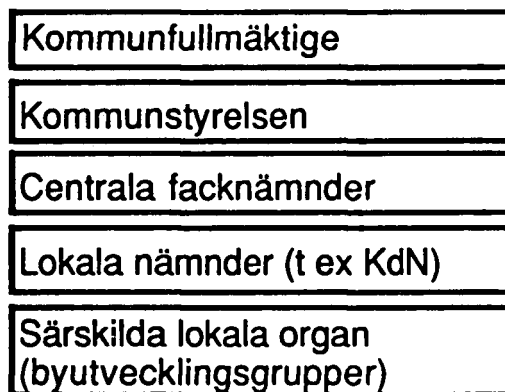 Kommunfullmäktige
Kommunstyrelsen
Centrala facknämnder
Lokala nämnder (t ex KdN)
Särskilda lokala organ
(byutvecklingsgrupper)